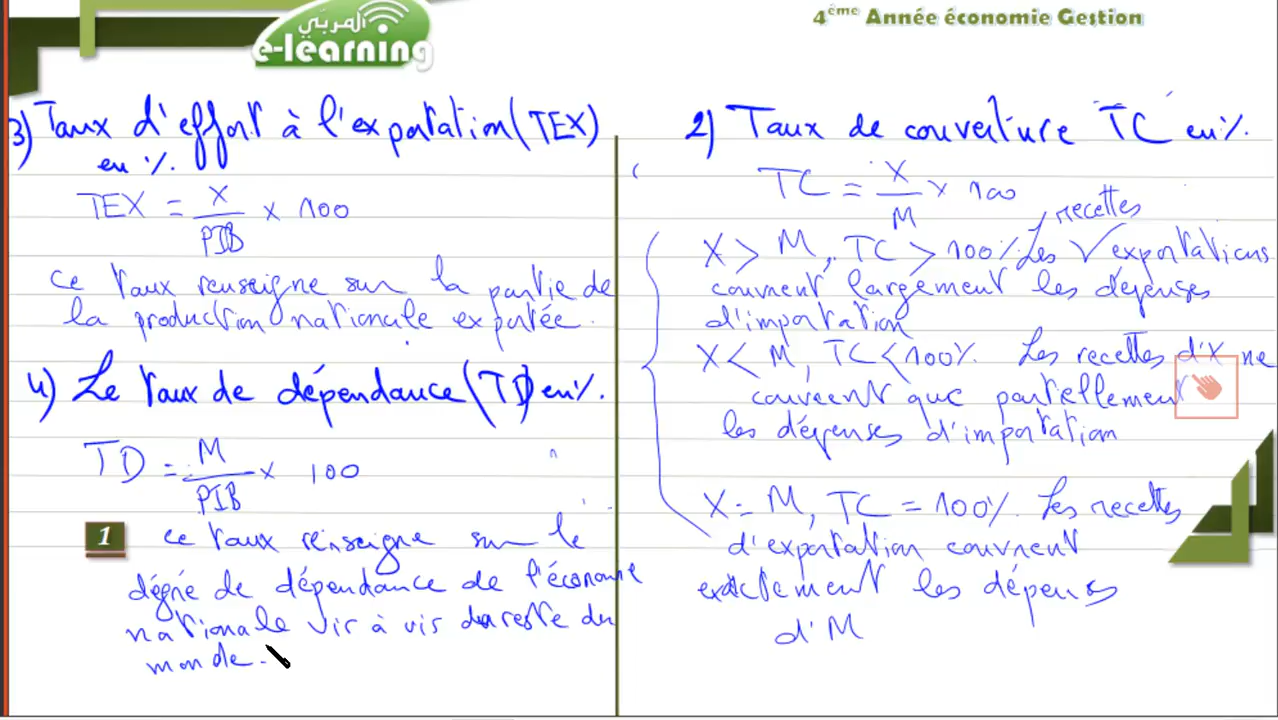 المربي
e-learning
4ème Année économie Gestion
3) Taux d'effort à l'exportation (TEX)
en %.
TEX = X / PIB × 100
ce taux renseigne sur la partie de
la production nationale exportée.
4) Le taux de dépendance (TD) en %.
TD = M / PIB × 100
1
ce taux renseigne sur le
dégré de dépendance de l'économie
nationale vis à vis du reste du
monde.
2) Taux de couverture TC en %.
TC = X / M × 100
recettes
X > M, TC > 100%. Les √ exportations
couvrent largement les dépenses
d'importation
X < M, TC < 100%. Les recettes d'X ne
couvrent que partellement
les dépenses d'importation
X = M, TC = 100%. Les recettes
d'exportation couvrent
exactement les dépenses
d'M